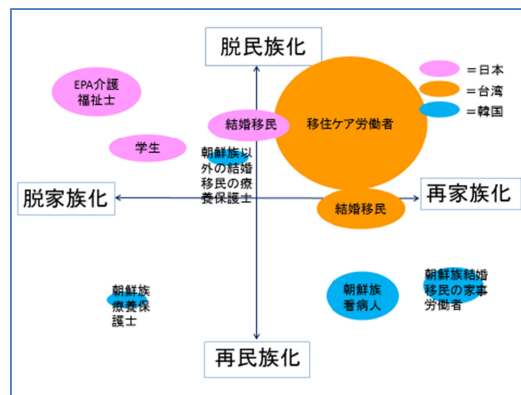 脱民族化
=日本
=台湾
=韓国
EPA介護
福祉士
結婚移民
移住ケア労働者
学生
朝鮮族以
外の結婚
移民の療
養保護士
脱家族化
再家族化
結婚移民
朝鮮族
療養保
護士
朝鮮族
看病人
朝鮮族結婚
移民の家事
労働者
再民族化